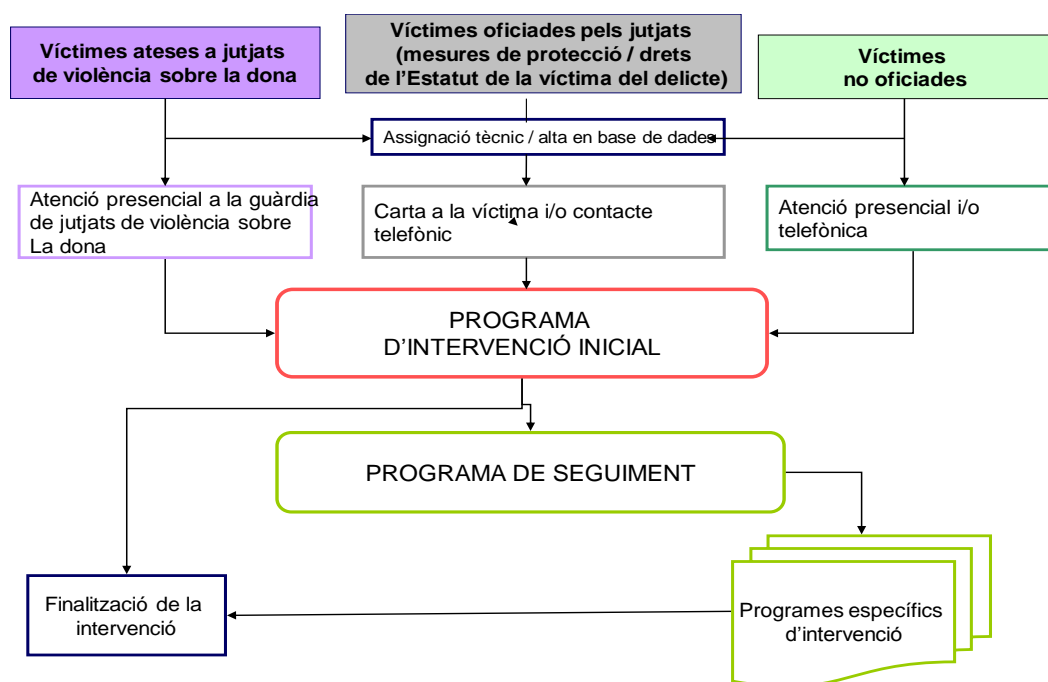 Víctimes ateses a jutjats
de violència sobre la dona
Víctimes oficiades pels jutjats
(mesures de protecció / drets
de l’Estatut de la víctima del delicte)
Víctimes
no oficiades
Assignació tècnic / alta en base de dades
Atenció presencial a la guàrdia
de jutjats de violència sobre
La dona
Carta a la víctima i/o contacte
telefònic
Atenció presencial i/o
telefònica
PROGRAMA
D’INTERVENCIÓ INICIAL
PROGRAMA DE SEGUIMENT
Finalització de la
intervenció
Programes específics
d’intervenció